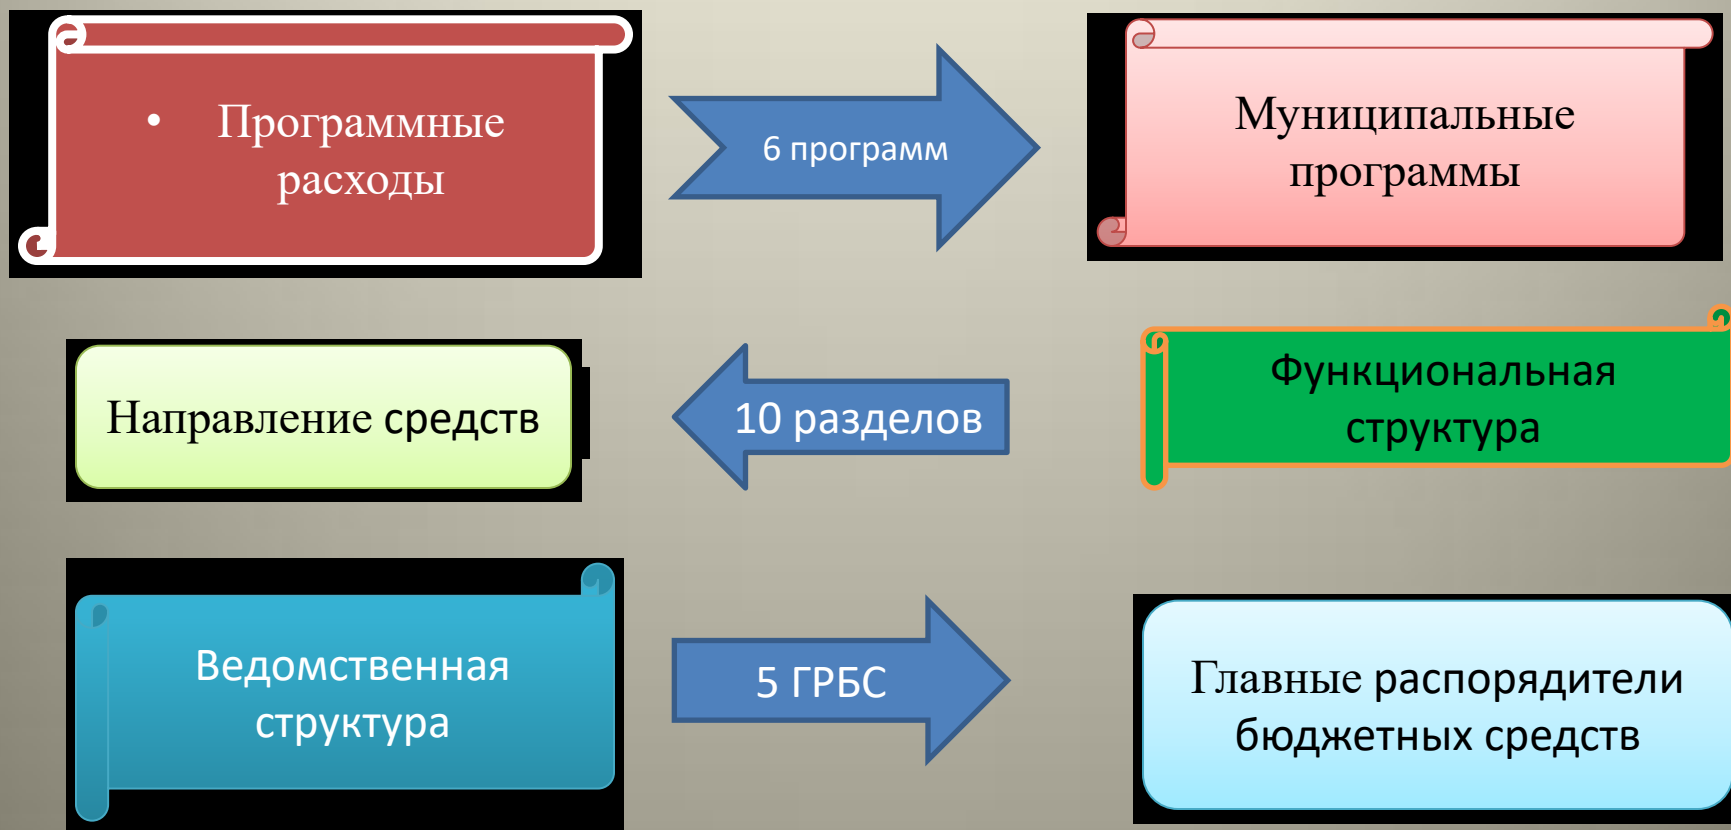 • Программные
расходы
6 программ
Муниципальные
программы
Направление средств
10 разделов
Функциональная
структура
Ведомственная
структура
5 ГРБС
Главные распорядители
бюджетных средств